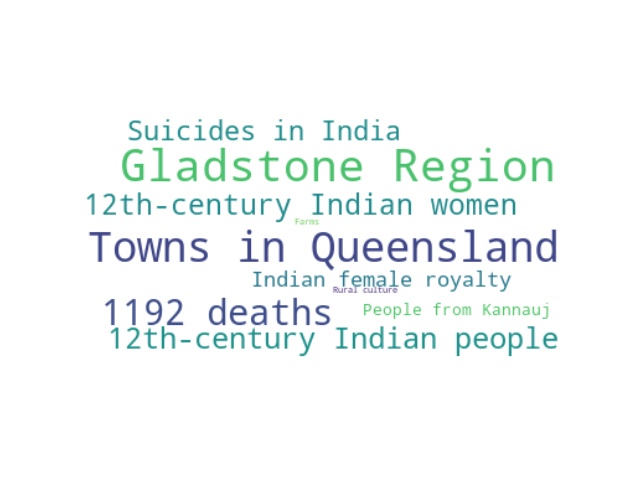 Suicides in India
Gladstone Region
12th-century Indian women
Farms
Towns in Queensland
Indian female royalty
Rural culture
1192 deaths
People from Kannauj
12th-century Indian people